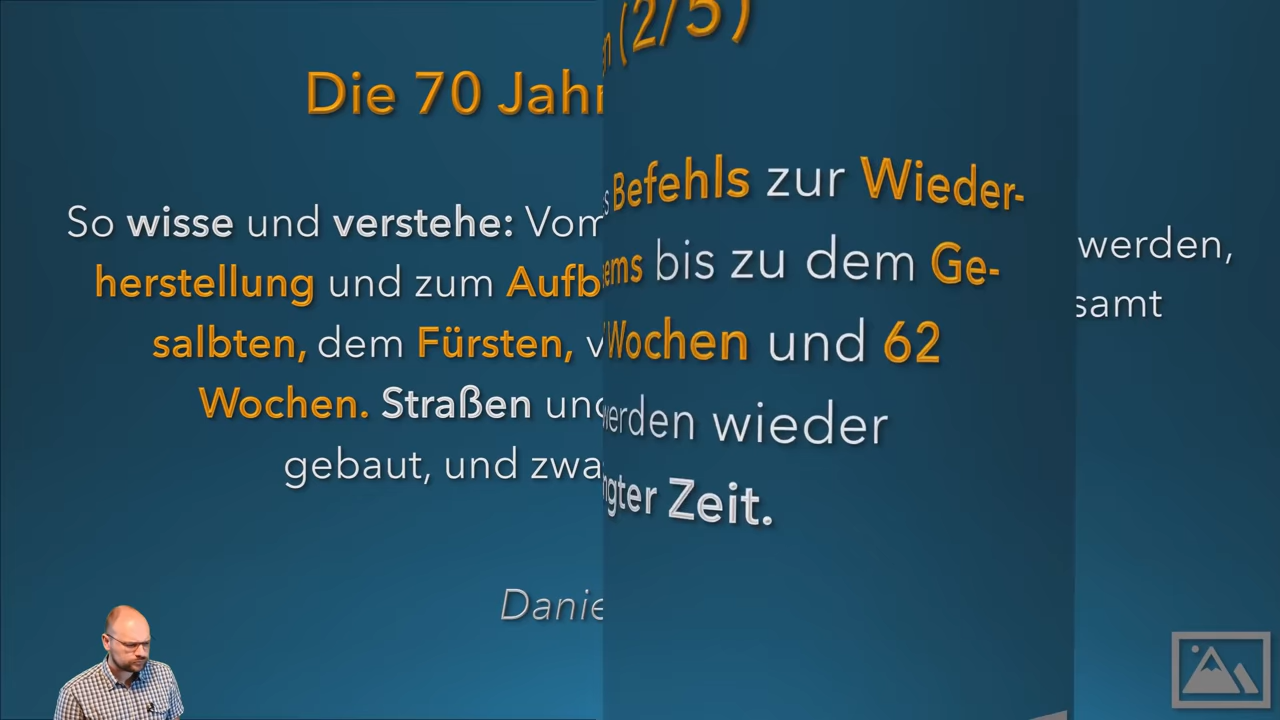 Die 70 Jahr
(2/5)
So wisse und verstehe: Vom
Befehls zur Wieder-
herstellung und zum Aufb
bis zu dem Ge-
salbten, dem Fürsten,
Wochen und 62
Wochen. Straßen und
werden wieder
gebaut, und zwa
Zeit.
Danie
werden,
samt